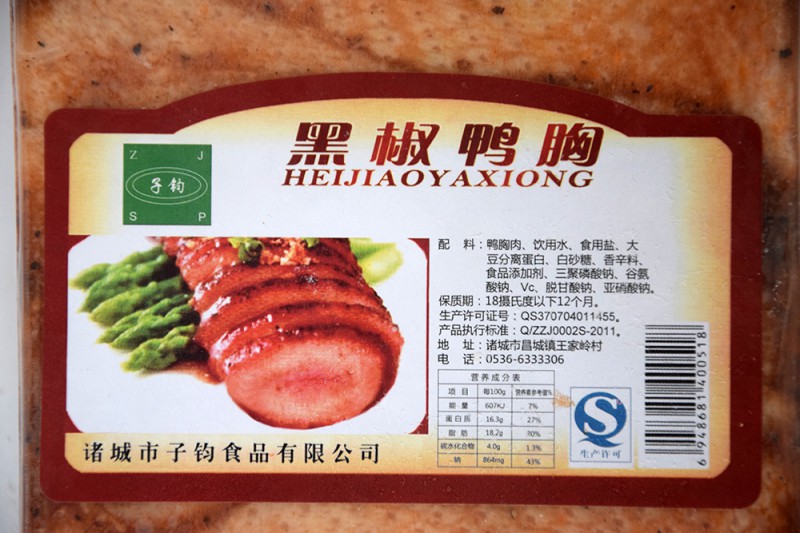 黑椒鸭胸
HEIJIAOYAXIONG
Z J
子钧
S P
配 料：鸭胸肉、饮用水、食用盐、大
豆分离蛋白、白砂糖、香辛料、
食品添加剂、三聚磷酸钠、谷氨
酸钠、Vc、脱甘酸钠、亚硝酸钠。
保质期：18摄氏度以下12个月。
生产许可证号：QS370704011455。
产品执行标准：Q/ZZJ0002S-2011。
地 址：诸城市昌城镇王家岭村
电 话：0536-6333306
营养成分表
项 目 每100g 营养素参考值%
能 量 607KJ 7%
蛋白质 16.3g 27%
脂 肪 18.2g 30%
碳水化合物 4.0g 1.3%
钠 864mg 43%
生产许可
6948681400518
诸城市子钧食品有限公司